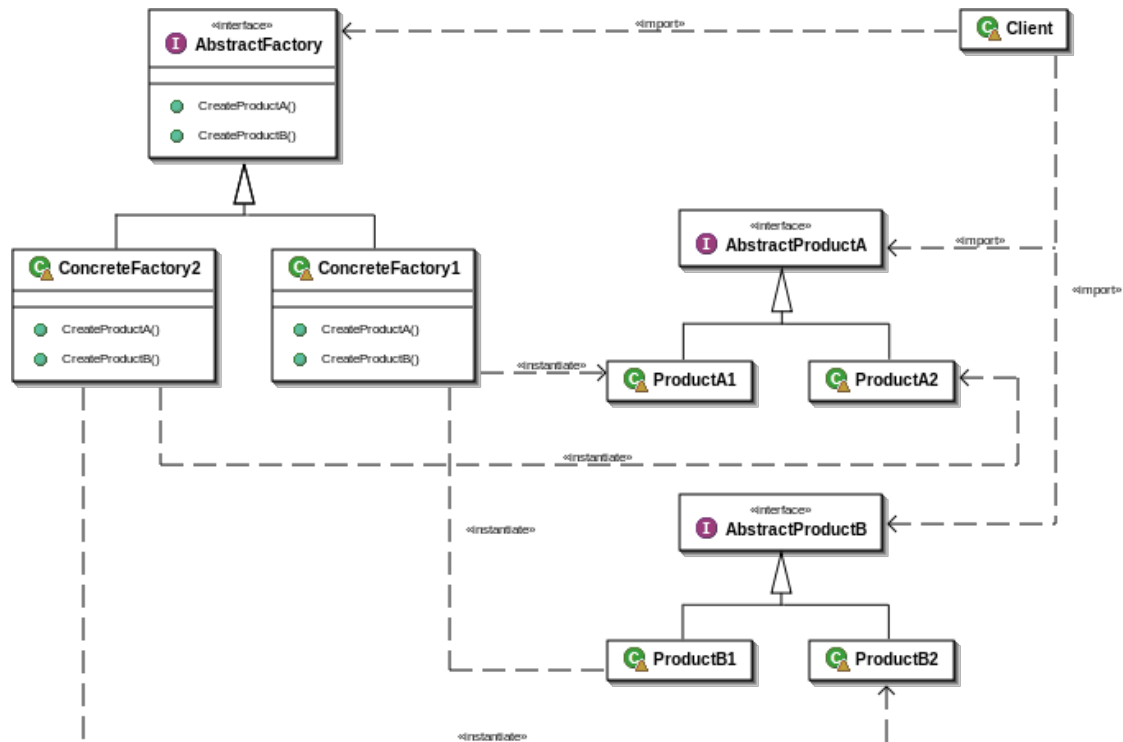 «interface»
I AbstractFactory
CreateProductA()
CreateProductB()
«import»
C Client
C ConcreteFactory2
CreateProductA()
CreateProductB()
C ConcreteFactory1
CreateProductA()
CreateProductB()
«interface»
I AbstractProductA
«import»
«import»
«instantiate»
C ProductA1
C ProductA2
«instantiate»
«interface»
I AbstractProductB
«instantiate»
C ProductB1
C ProductB2
«instantiate»